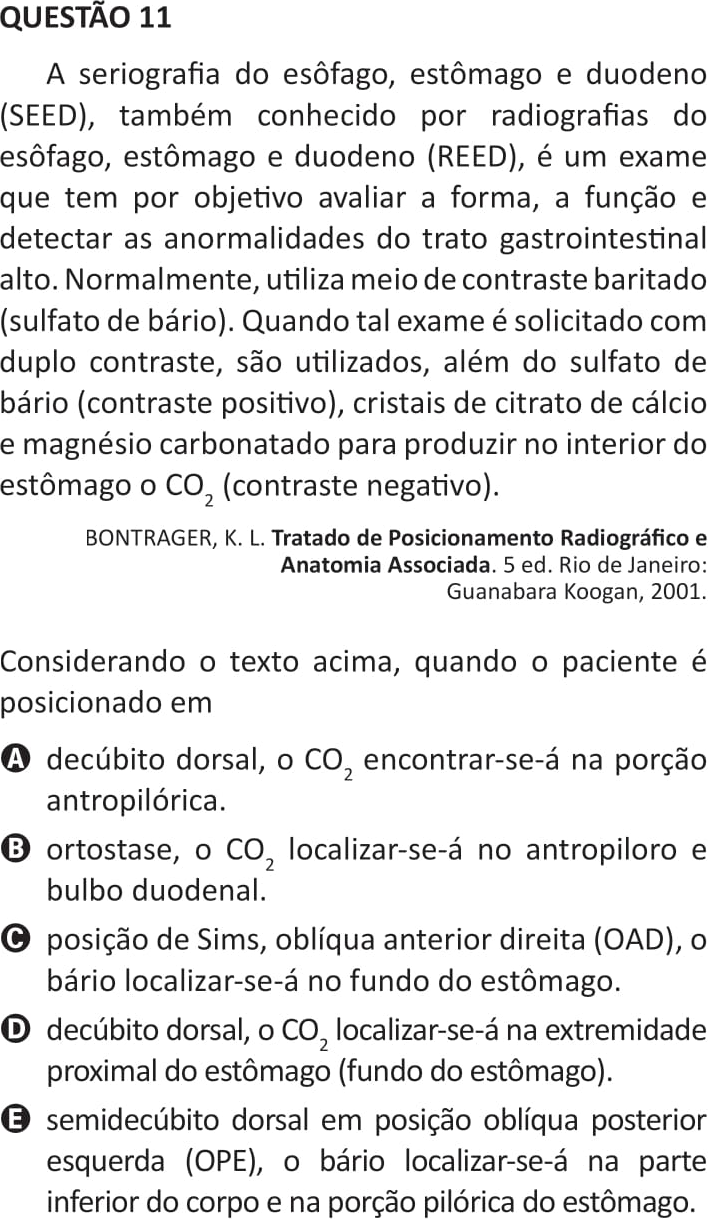 QUESTÃO 11
A seriografia do esôfago, estômago e duodeno
(SEED), também conhecido por radiografias do
esôfago, estômago e duodeno (REED), é um exame
que tem por objetivo avaliar a forma, a função e
detectar as anormalidades do trato gastrointestinal
alto. Normalmente, utiliza meio de contraste baritado
(sulfato de bário). Quando tal exame é solicitado com
duplo contraste, são utilizados, além do sulfato de
bário (contraste positivo), cristais de citrato de cálcio
e magnésio carbonatado para produzir no interior do
estômago o CO₂ (contraste negativo).
BONTRAGER, K. L. Tratado de Posicionamento Radiográfico e
Anatomia Associada. 5 ed. Rio de Janeiro:
Guanabara Koogan, 2001.
Considerando o texto acima, quando o paciente é
posicionado em
A decúbito dorsal, o CO₂ encontrar-se-á na porção
antropilórica.
B ortostase, o CO₂ localizar-se-á no antropiloro e
bulbo duodenal.
C posição de Sims, oblíqua anterior direita (OAD), o
bário localizar-se-á no fundo do estômago.
D decúbito dorsal, o CO₂ localizar-se-á na extremidade
proximal do estômago (fundo do estômago).
E semidecúbito dorsal em posição oblíqua posterior
esquerda (OPE), o bário localizar-se-á na parte
inferior do corpo e na porção pilórica do estômago.